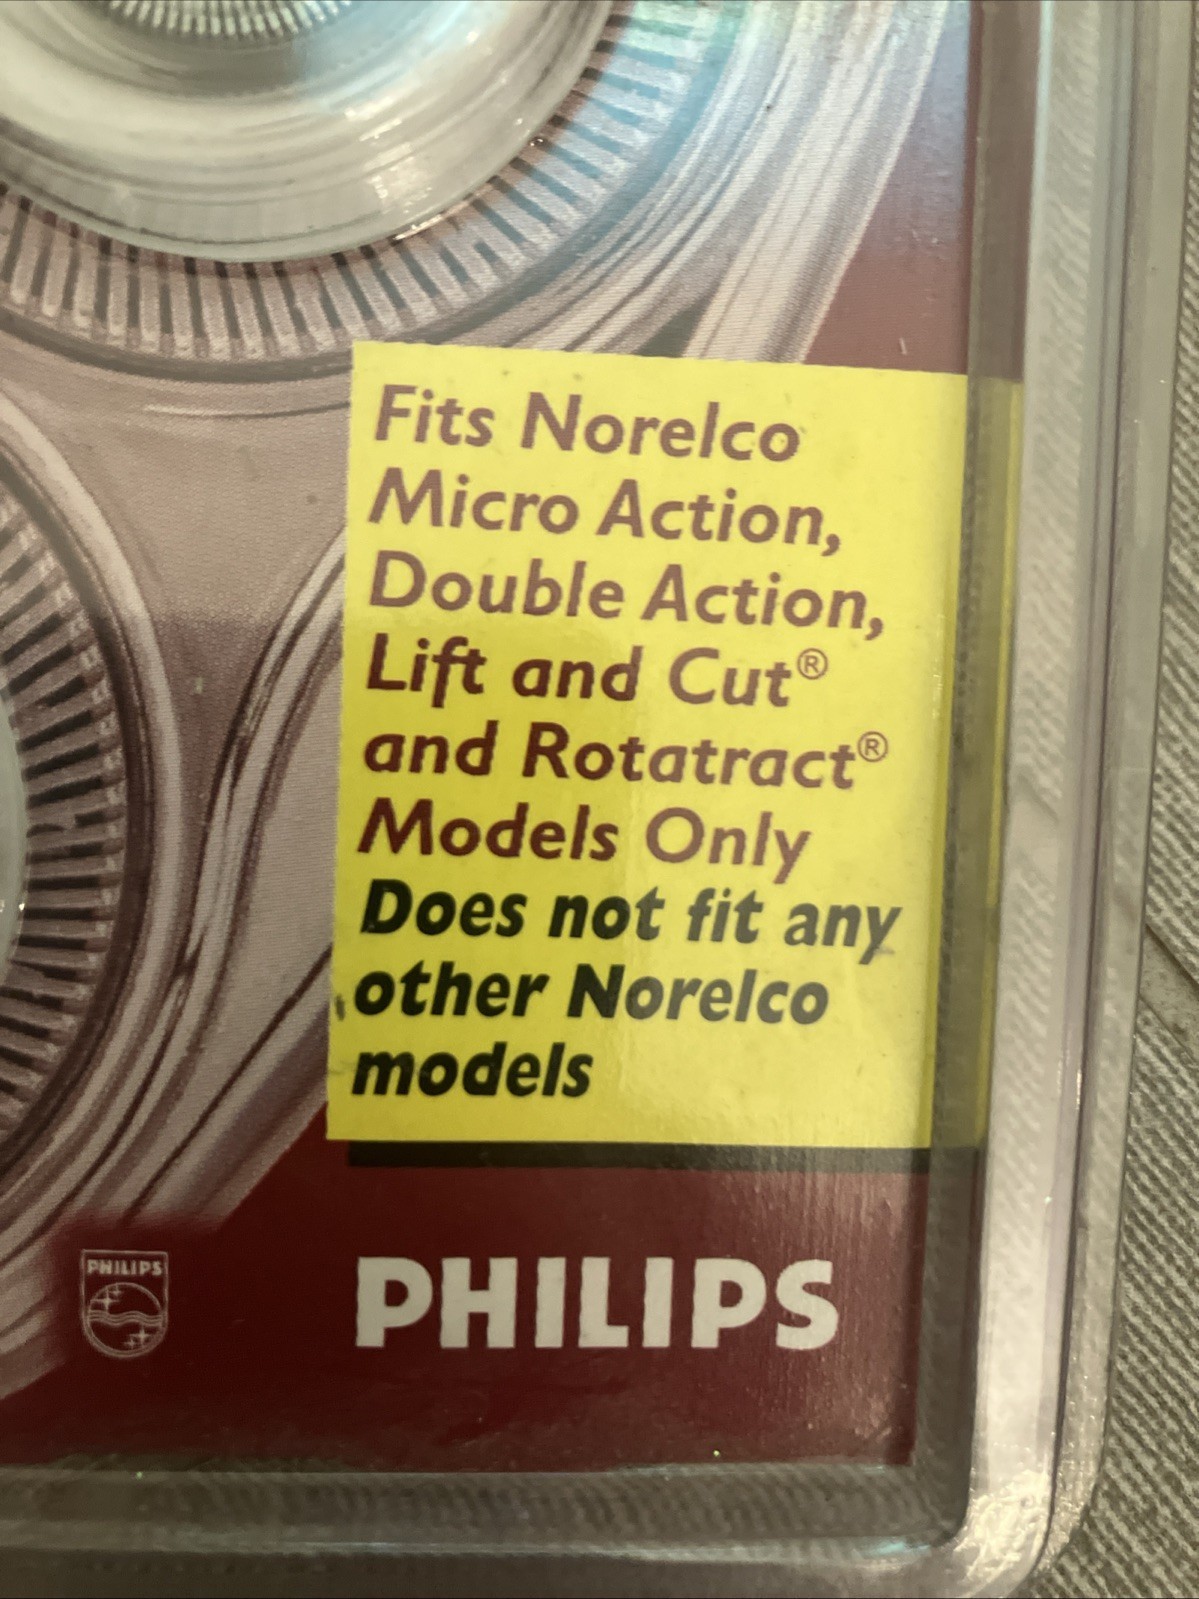 Fits Norelco
Micro Action,
Double Action,
Lift and Cut®
and Rotatract®
Models Only
Does not fit any
other Norelco
models
PHILIPS
PHILIPS